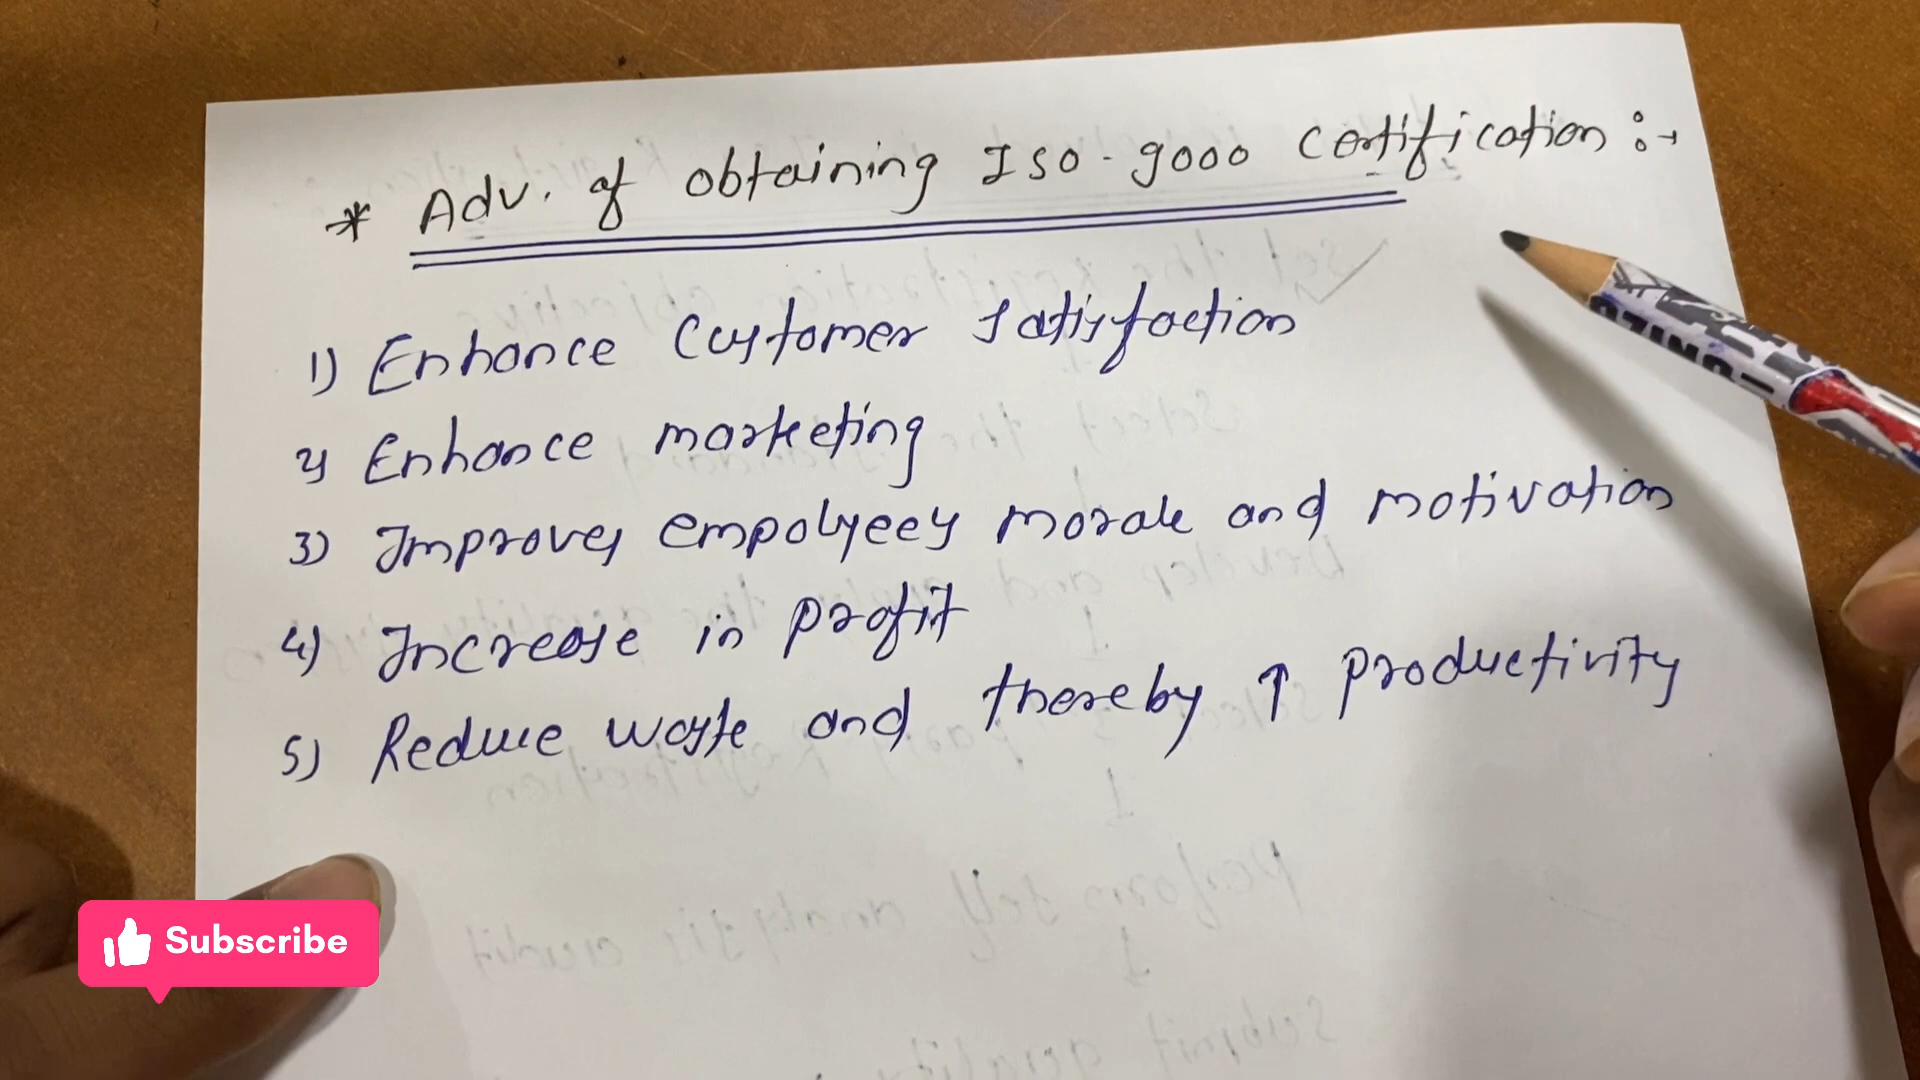 * Adv. of obtaining ISO-9000 Certification :→
1) Enhance Customer satisfaction
2) Enhance marketing
3) Improves empolyees morale and motivation
4) Increase in profit
5) Reduce waste and thereby ↑ productivity
Subscribe